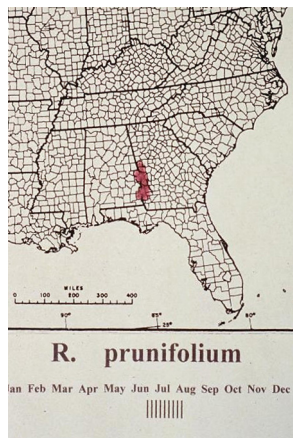 MILES
0 100 200 300 400
90° 85° 80°
25°
R. prunifolium
Jan Feb Mar Apr May Jun Jul Aug Sep Oct Nov Dec